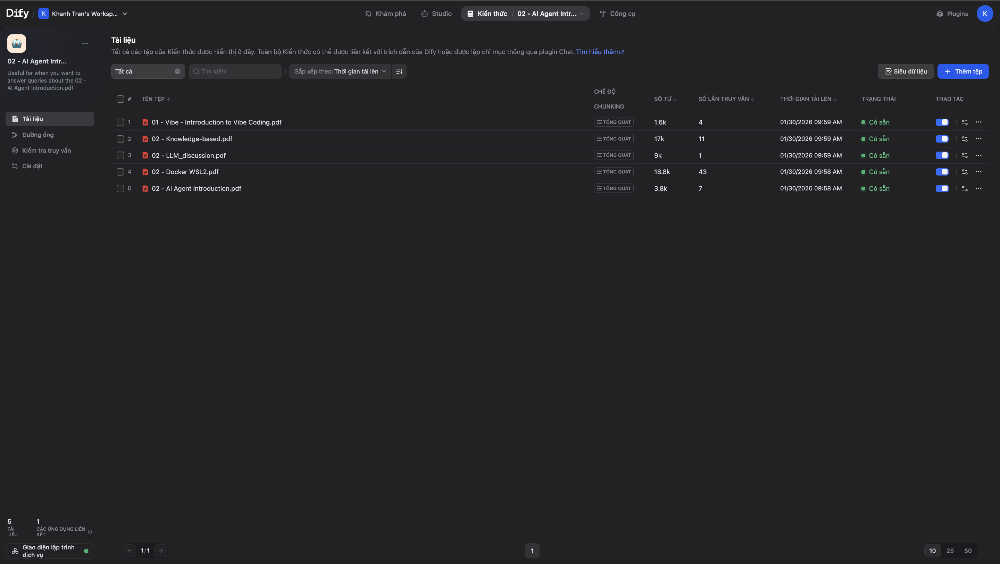 Dify / K Khanh Tran's Worksp...
Khám phá Studio Kiến thức / 02 - AI Agent Intr... Công cụ
Plugins K
02 - AI Agent Intr...
Useful for when you want to
answer queries about the 02 -
AI Agent Introduction.pdf
Tài liệu
Đường ống
Kiểm tra truy vấn
Cài đặt
Tài liệu
Tất cả các tệp của Kiến thức được hiển thị ở đây. Toàn bộ Kiến thức có thể được liên kết với trích dẫn của Dify hoặc được lập chỉ mục thông qua plugin Chat. Tìm hiểu thêm
Tất cả Tìm kiếm Sắp xếp theo: Thời gian tải lên Siêu dữ liệu + Thêm tệp
# TÊN TỆP CHẾ ĐỘ CHUNKING SỐ TỪ SỐ LẦN TRUY VẤN THỜI GIAN TẢI LÊN TRẠNG THÁI THAO TÁC
1 01 - Vibe - Intrroduction to Vibe Coding.pdf TỔNG QUÁT 1.6k 4 01/30/2026 09:59 AM Có sẵn
2 02 - Knowledge-based.pdf TỔNG QUÁT 17k 11 01/30/2026 09:59 AM Có sẵn
3 02 - LLM_discussion.pdf TỔNG QUÁT 9k 1 01/30/2026 09:59 AM Có sẵn
4 02 - Docker WSL2.pdf TỔNG QUÁT 18.8k 43 01/30/2026 09:58 AM Có sẵn
5 02 - AI Agent Introduction.pdf TỔNG QUÁT 3.8k 7 01/30/2026 09:58 AM Có sẵn
5 1
TÀI LIỆU CÁC ỨNG DỤNG LIÊN KẾT
Giao diện lập trình
dịch vụ
1/1 1 10 25 50